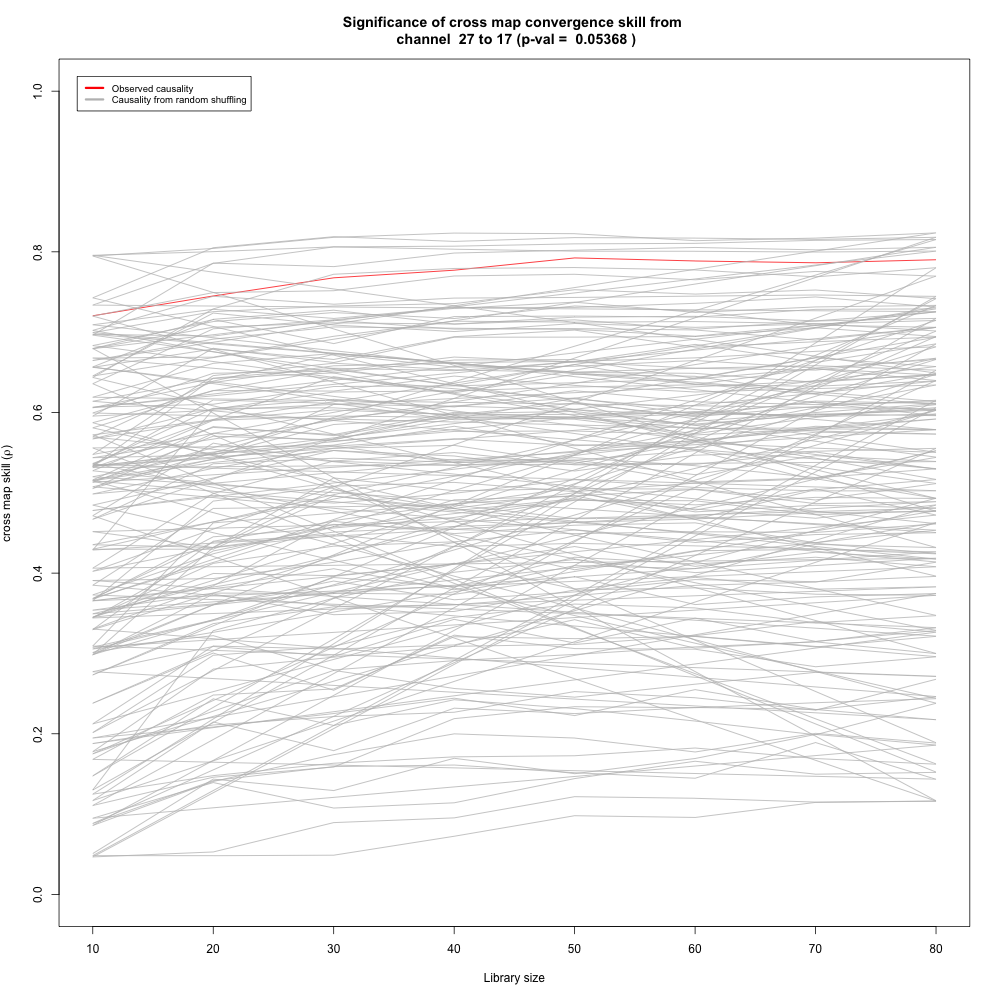 Significance of cross map convergence skill from
channel  27 to 17 (p-val =  0.05368 )
Observed causality
Causality from random shuffling
cross map skill (ρ)
1.0
0.8
0.6
0.4
0.2
0.0
10 20 30 40 50 60 70 80
Library size